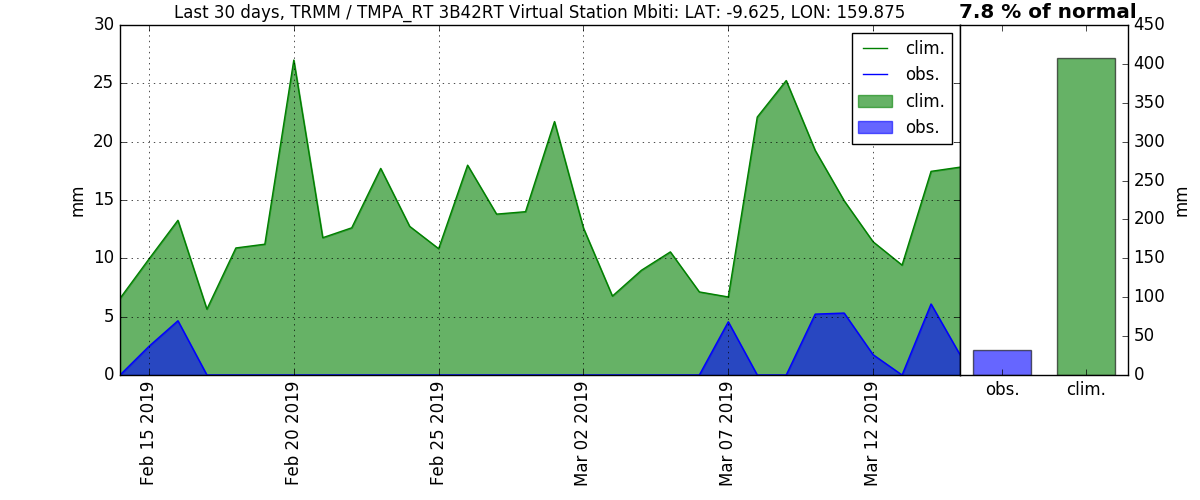 Last 30 days, TRMM / TMPA_RT 3B42RT Virtual Station Mbiti: LAT: -9.625, LON: 159.875
7.8 % of normal
30
25
20
15
10
5
0
mm
clim.
obs.
clim.
obs.
Feb 15 2019
Feb 20 2019
Feb 25 2019
Mar 02 2019
Mar 07 2019
Mar 12 2019
450
400
350
300
250
200
150
100
50
0
mm
obs.
clim.